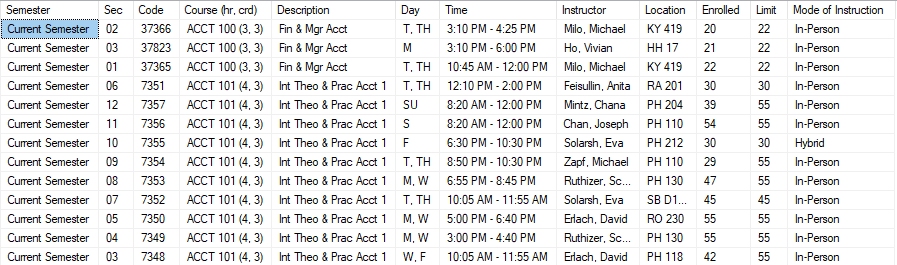 Semester Sec Code Course (hr, crd) Description Day Time Instructor Location Enrolled Limit Mode of Instruction
Current Semester 02 37366 ACCT 100 (3, 3) Fin & Mgr Acct T, TH 3:10 PM - 4:25 PM Milo, Michael KY 419 20 22 In-Person
Current Semester 03 37823 ACCT 100 (3, 3) Fin & Mgr Acct M 3:10 PM - 6:00 PM Ho, Vivian HH 17 21 22 In-Person
Current Semester 01 37365 ACCT 100 (3, 3) Fin & Mgr Acct T, TH 10:45 AM - 12:00 PM Milo, Michael KY 419 22 22 In-Person
Current Semester 06 7351 ACCT 101 (4, 3) Int Theo & Prac Acct 1 T, TH 12:10 PM - 2:00 PM Feisullin, Anita RA 201 30 30 In-Person
Current Semester 12 7357 ACCT 101 (4, 3) Int Theo & Prac Acct 1 SU 8:20 AM - 12:00 PM Mintz, Chana PH 204 39 55 In-Person
Current Semester 11 7356 ACCT 101 (4, 3) Int Theo & Prac Acct 1 S 8:20 AM - 12:00 PM Chan, Joseph PH 110 54 55 In-Person
Current Semester 10 7355 ACCT 101 (4, 3) Int Theo & Prac Acct 1 F 6:30 PM - 10:30 PM Solarsh, Eva PH 212 30 30 Hybrid
Current Semester 09 7354 ACCT 101 (4, 3) Int Theo & Prac Acct 1 T, TH 8:50 PM - 10:30 PM Zapf, Michael PH 110 29 55 In-Person
Current Semester 08 7353 ACCT 101 (4, 3) Int Theo & Prac Acct 1 M, W 6:55 PM - 8:45 PM Ruthizer, Sc... PH 130 47 55 In-Person
Current Semester 07 7352 ACCT 101 (4, 3) Int Theo & Prac Acct 1 T, TH 10:05 AM - 11:55 AM Solarsh, Eva SB D1... 45 45 In-Person
Current Semester 05 7350 ACCT 101 (4, 3) Int Theo & Prac Acct 1 M, W 5:00 PM - 6:40 PM Erlach, David RO 230 55 55 In-Person
Current Semester 04 7349 ACCT 101 (4, 3) Int Theo & Prac Acct 1 M, W 3:00 PM - 4:40 PM Ruthizer, Sc... PH 130 55 55 In-Person
Current Semester 03 7348 ACCT 101 (4, 3) Int Theo & Prac Acct 1 W, F 10:05 AM - 11:55 AM Erlach, David PH 118 42 55 In-Person